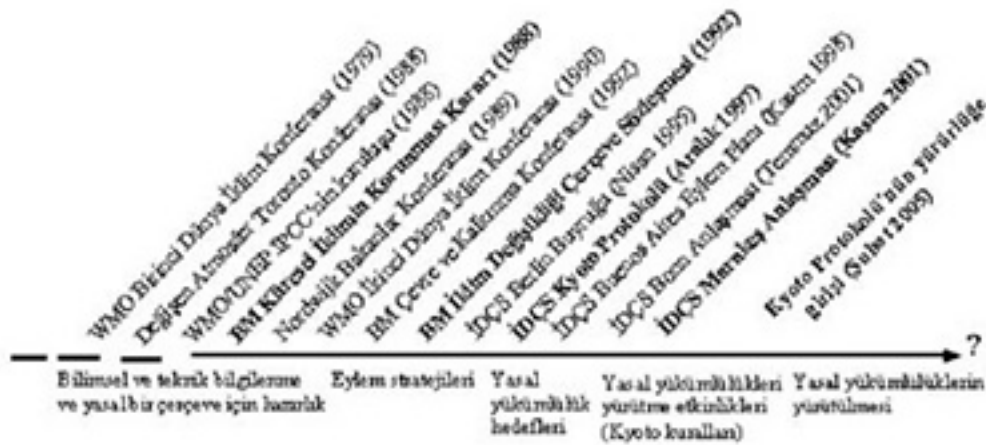 WMO Birinci Dünya İklim Konferansı (1979)
Değişen Atmosfer Toronto Konferansı (1988)
WMO/UNEP IPCC'nin kuruluşu (1988)
BM Küresel İklimin Korunması Kararı (1988)
Nordwijk Bakanlar Konferansı (1989)
WMO İkinci Dünya İklim Konferansı (1990)
BM Çevre ve Kalkınma Konferansı (1992)
BM İklim Değişikliği Çerçeve Sözleşmesi (1992)
İDÇS Berlin Buyruğu (Nisan 1995)
İDÇS Kyoto Protokolü (Aralık 1997)
İDÇS Buenos Aires Eylem Planı (Kasım 1998)
İDÇS Bonn Anlaşması (Temmuz 2001)
İDÇS Marakeş Anlaşması (Kasım 2001)
Kyoto Protokolü'nün yürürlüğe
girişi (Şubat 2005)
?
Bilimsel ve teknik bilgilenme
ve yasal bir çerçeve için hazırlık
Eylem stratejileri
Yasal
yükümlülük
hedefleri
Yasal yükümlülükleri
yürütme etkinlikleri
(Kyoto kuralları)
Yasal yükümlülüklerin
yürütülmesi